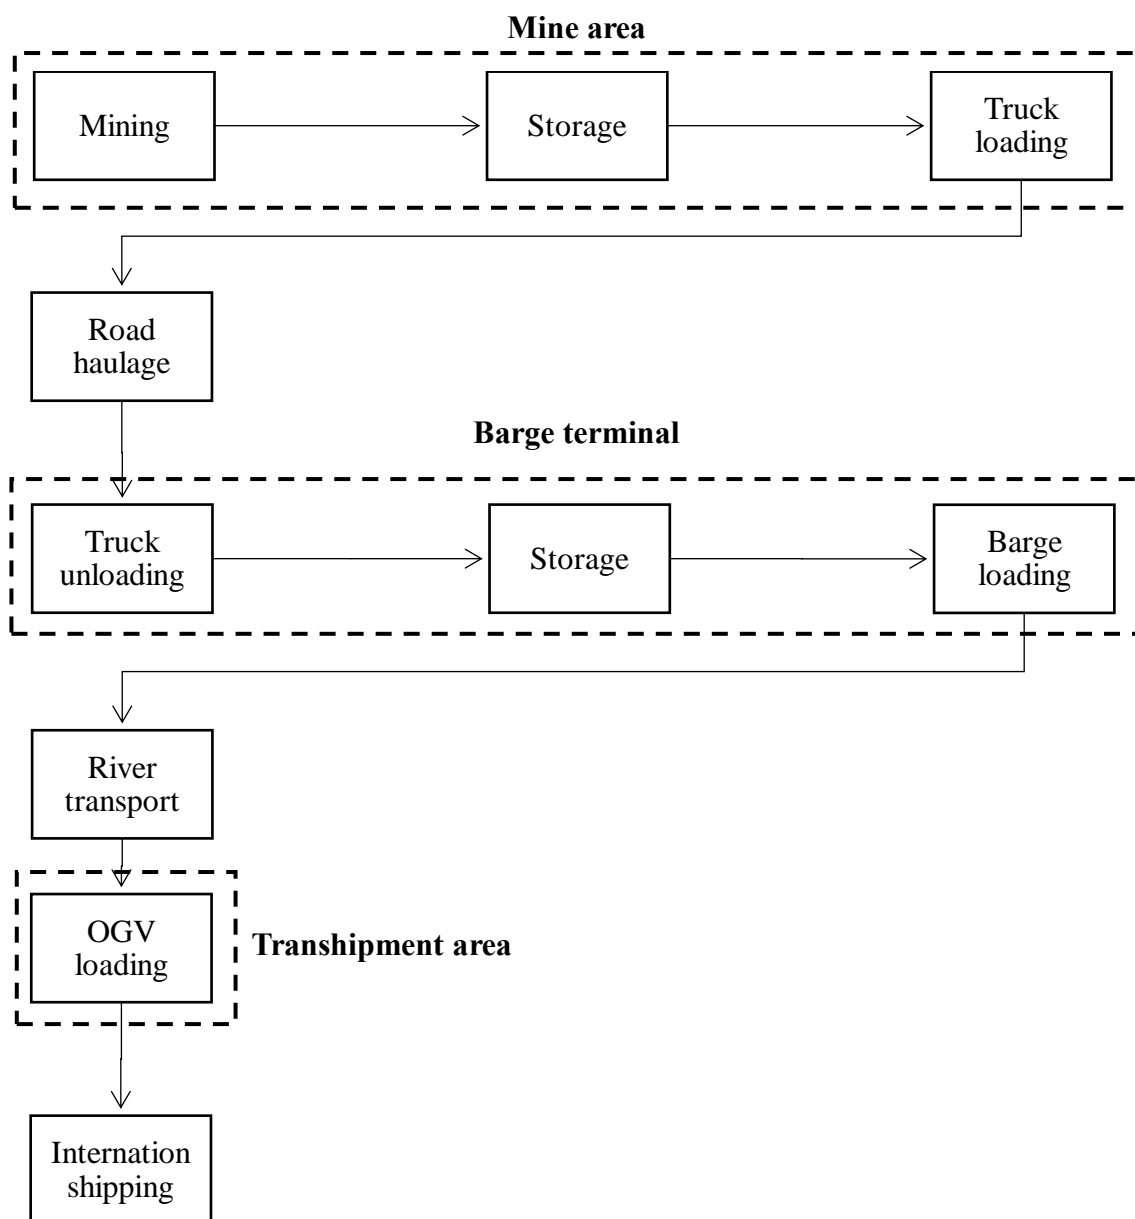 Mine area
Mining
Storage
Truck
loading
Road
haulage
Barge terminal
Truck
unloading
Storage
Barge
loading
River
transport
OGV
loading
Transhipment area
Internation
shipping